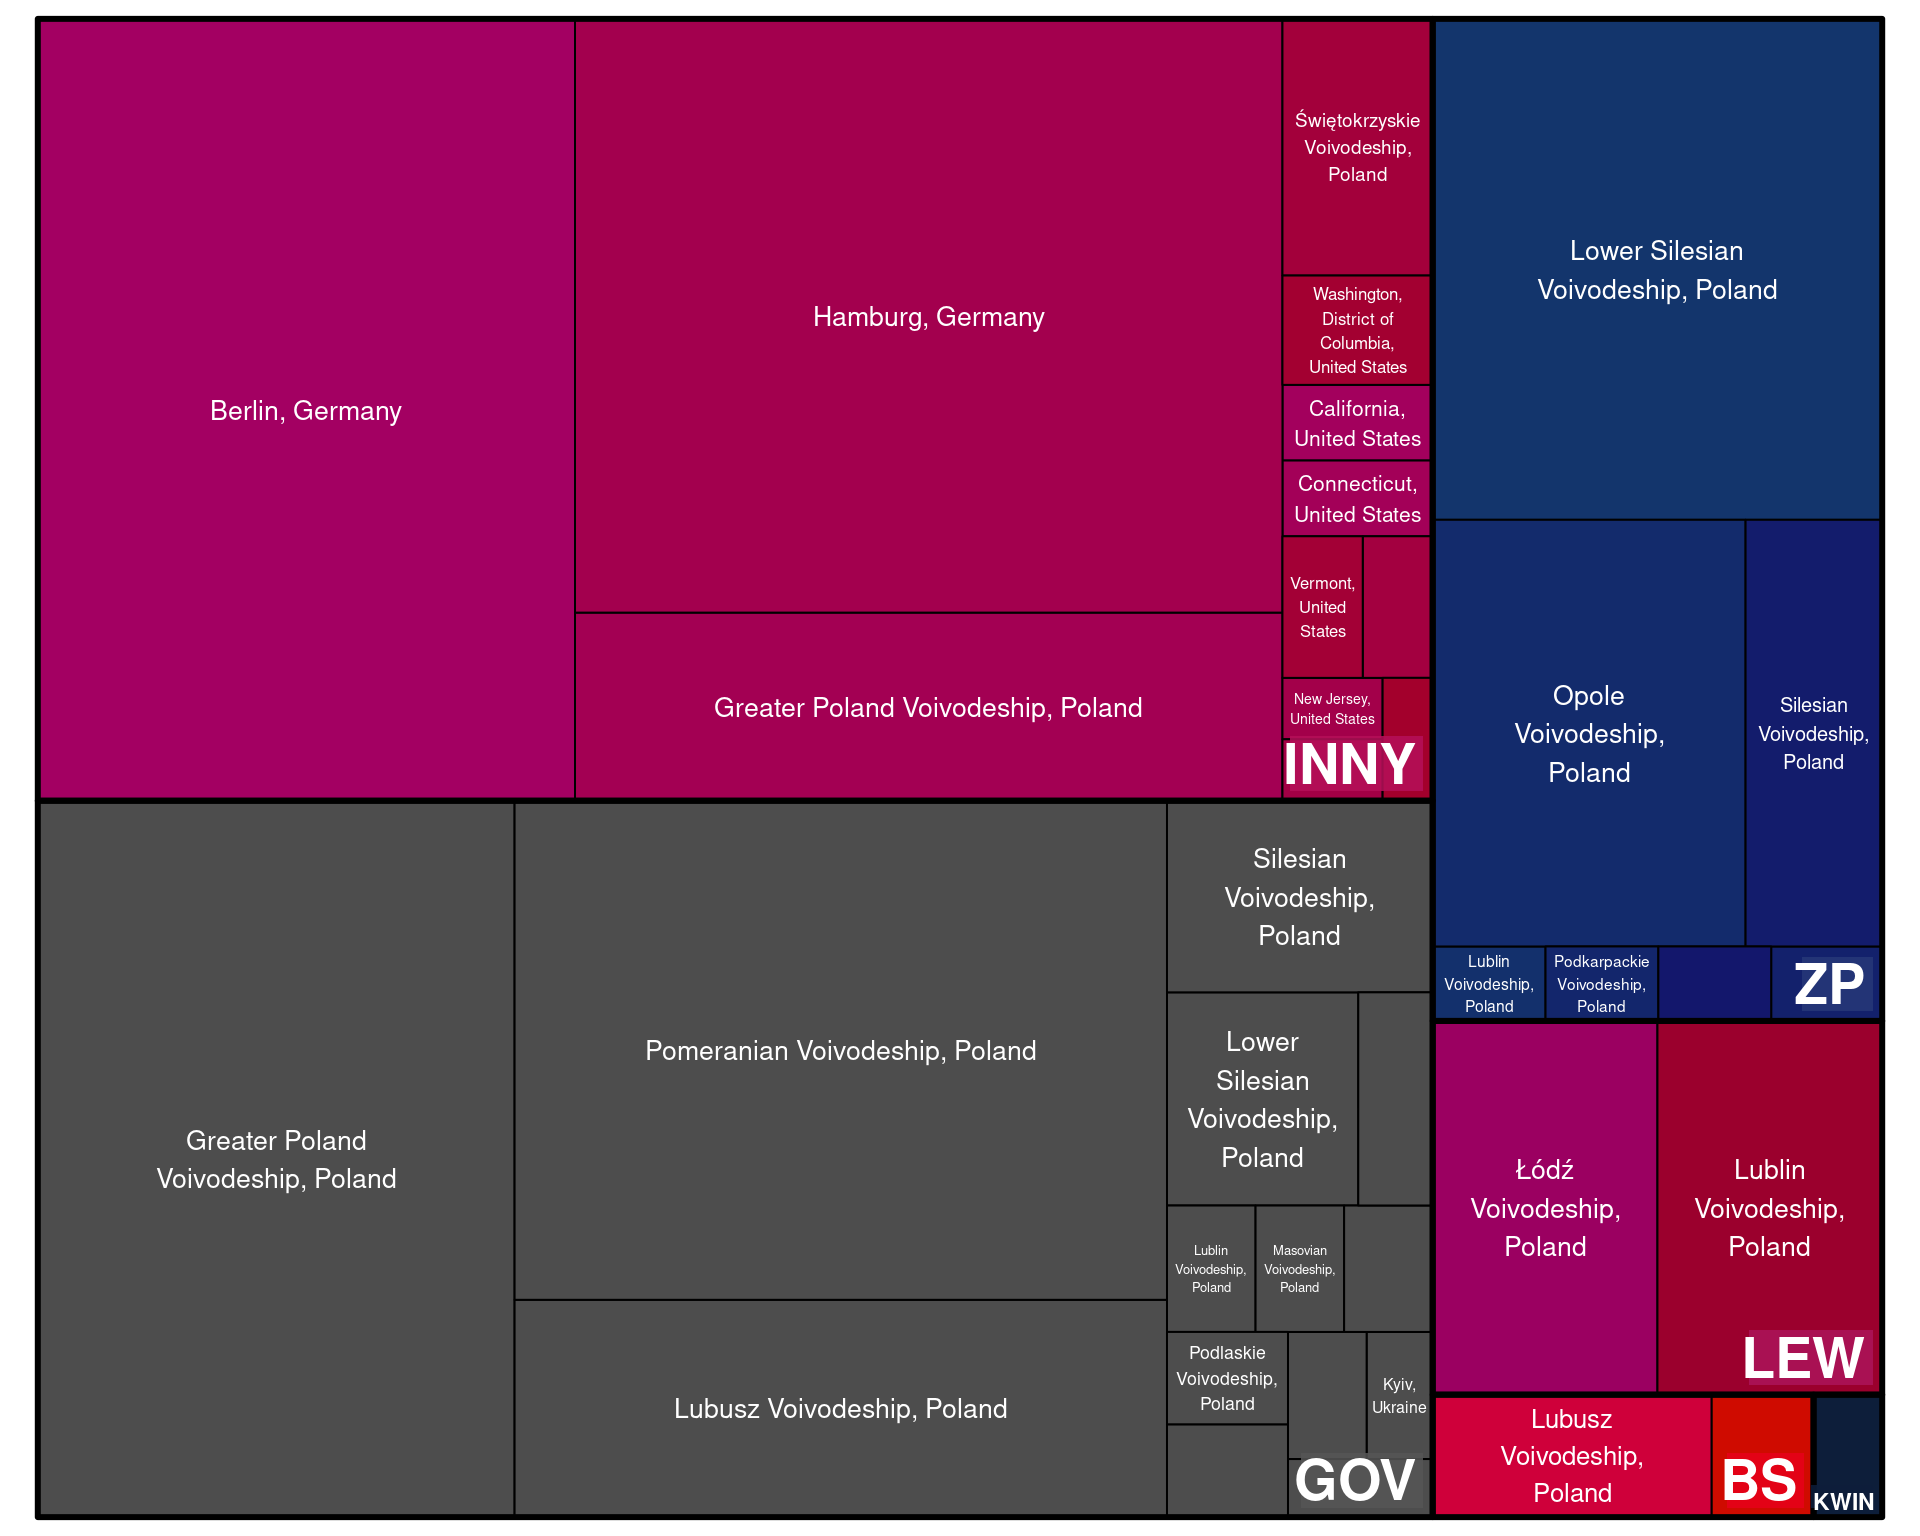 Berlin, Germany
Hamburg, Germany
Greater Poland Voivodeship, Poland
Świętokrzyskie
Voivodeship,
Poland
Washington,
District of
Columbia,
United States
California,
United States
Connecticut,
United States
Vermont,
United
States
New Jersey,
United States
INNY
Greater Poland
Voivodeship, Poland
Pomeranian Voivodeship, Poland
Lubusz Voivodeship, Poland
Silesian
Voivodeship,
Poland
Lower
Silesian
Voivodeship,
Poland
Lublin
Voivodeship,
Poland
Masovian
Voivodeship,
Poland
Podlaskie
Voivodeship,
Poland
Kyiv,
Ukraine
GOV
Lower Silesian
Voivodeship, Poland
Opole
Voivodeship,
Poland
Silesian
Voivodeship,
Poland
Lublin
Voivodeship,
Poland
Podkarpackie
Voivodeship,
Poland
ZP
Łódź
Voivodeship,
Poland
Lublin
Voivodeship,
Poland
LEW
Lubusz
Voivodeship,
Poland
BS
KWIN